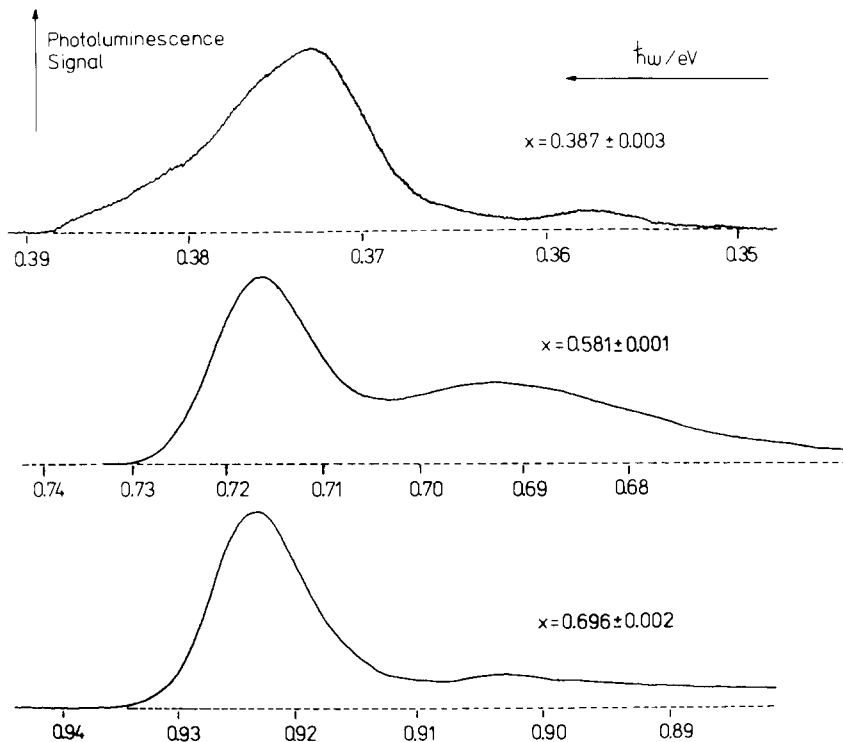 Photoluminescence
Signal
ħω/eV
x=0.387±0.003
0.39 0.38 0.37 0.36 0.35
x=0.581±0.001
0.74 0.73 0.72 0.71 0.70 0.69 0.68
x=0.696±0.002
0.94 0.93 0.92 0.91 0.90 0.89